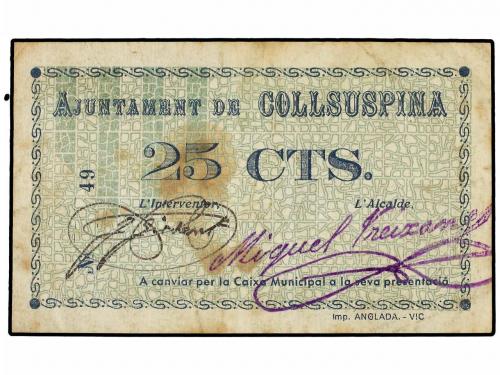 AJUNTAMENT DE COLLSUSPINA
25 CTS.
49
L'Interventor, L'Alcalde,
Miquel Freixanet
A canviar per la Caixa Municipal a la seva presentació
Imp. ANGLADA. - VIC